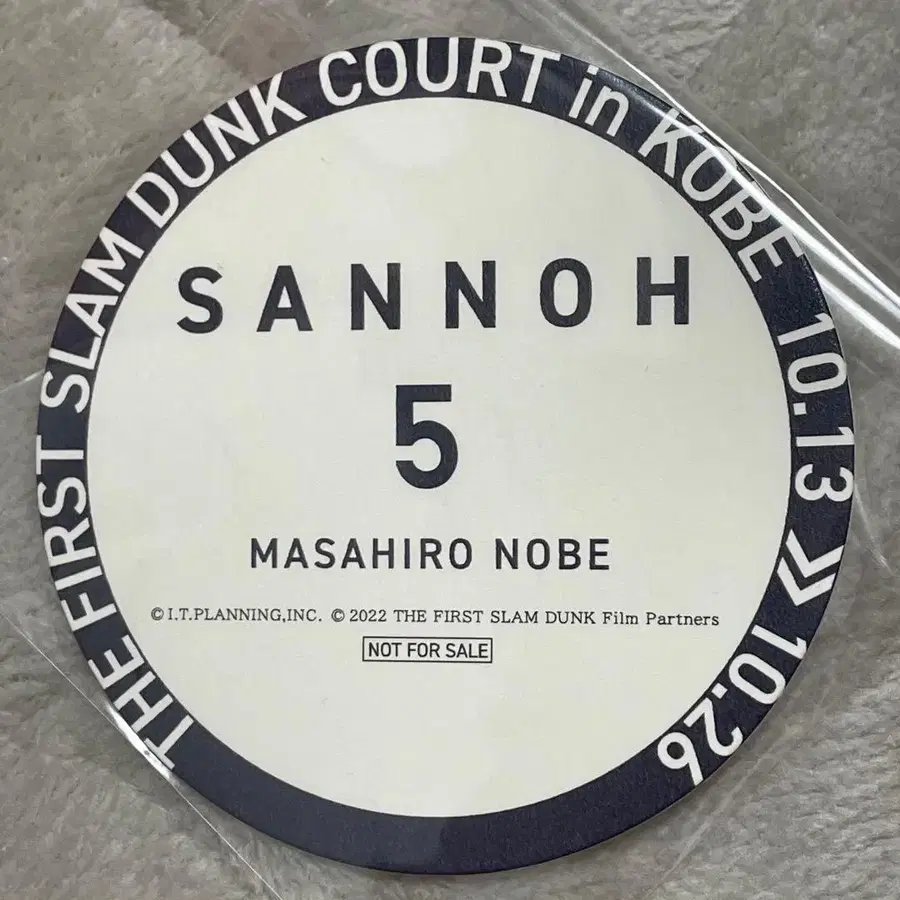 THE FIRST SLAM DUNK COURT in KOBE 10.13 >> 10.26
SANNOH
5
MASAHIRO NOBE
©I.T.PLANNING,INC. ©2022 THE FIRST SLAM DUNK Film Partners
NOT FOR SALE